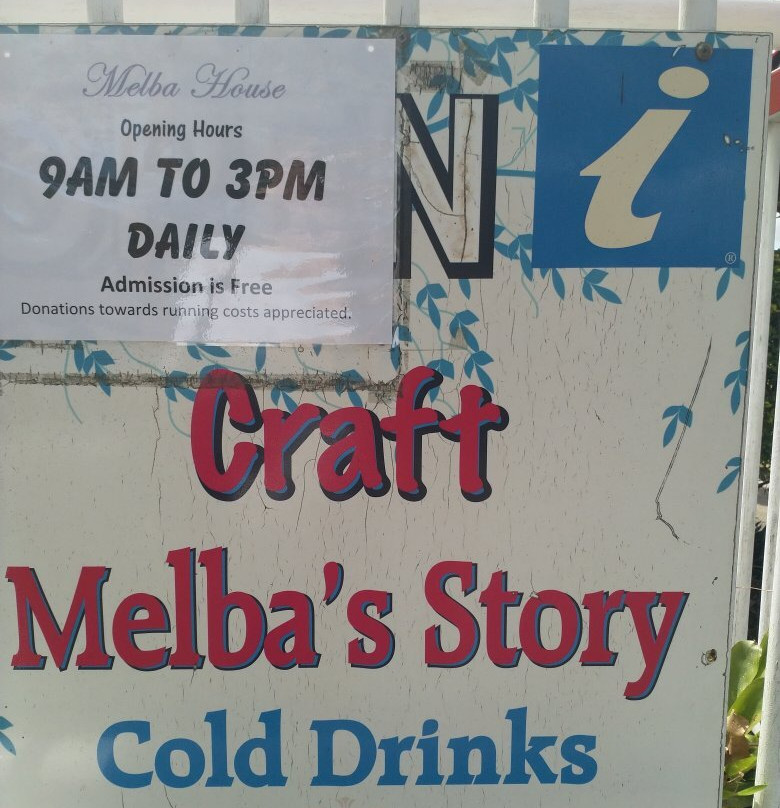 Melba House
Opening Hours
9AM TO 3PM
DAILY
Admission is Free
Donations towards running costs appreciated.
N
i
®
Craft
Melba's Story
Cold Drinks